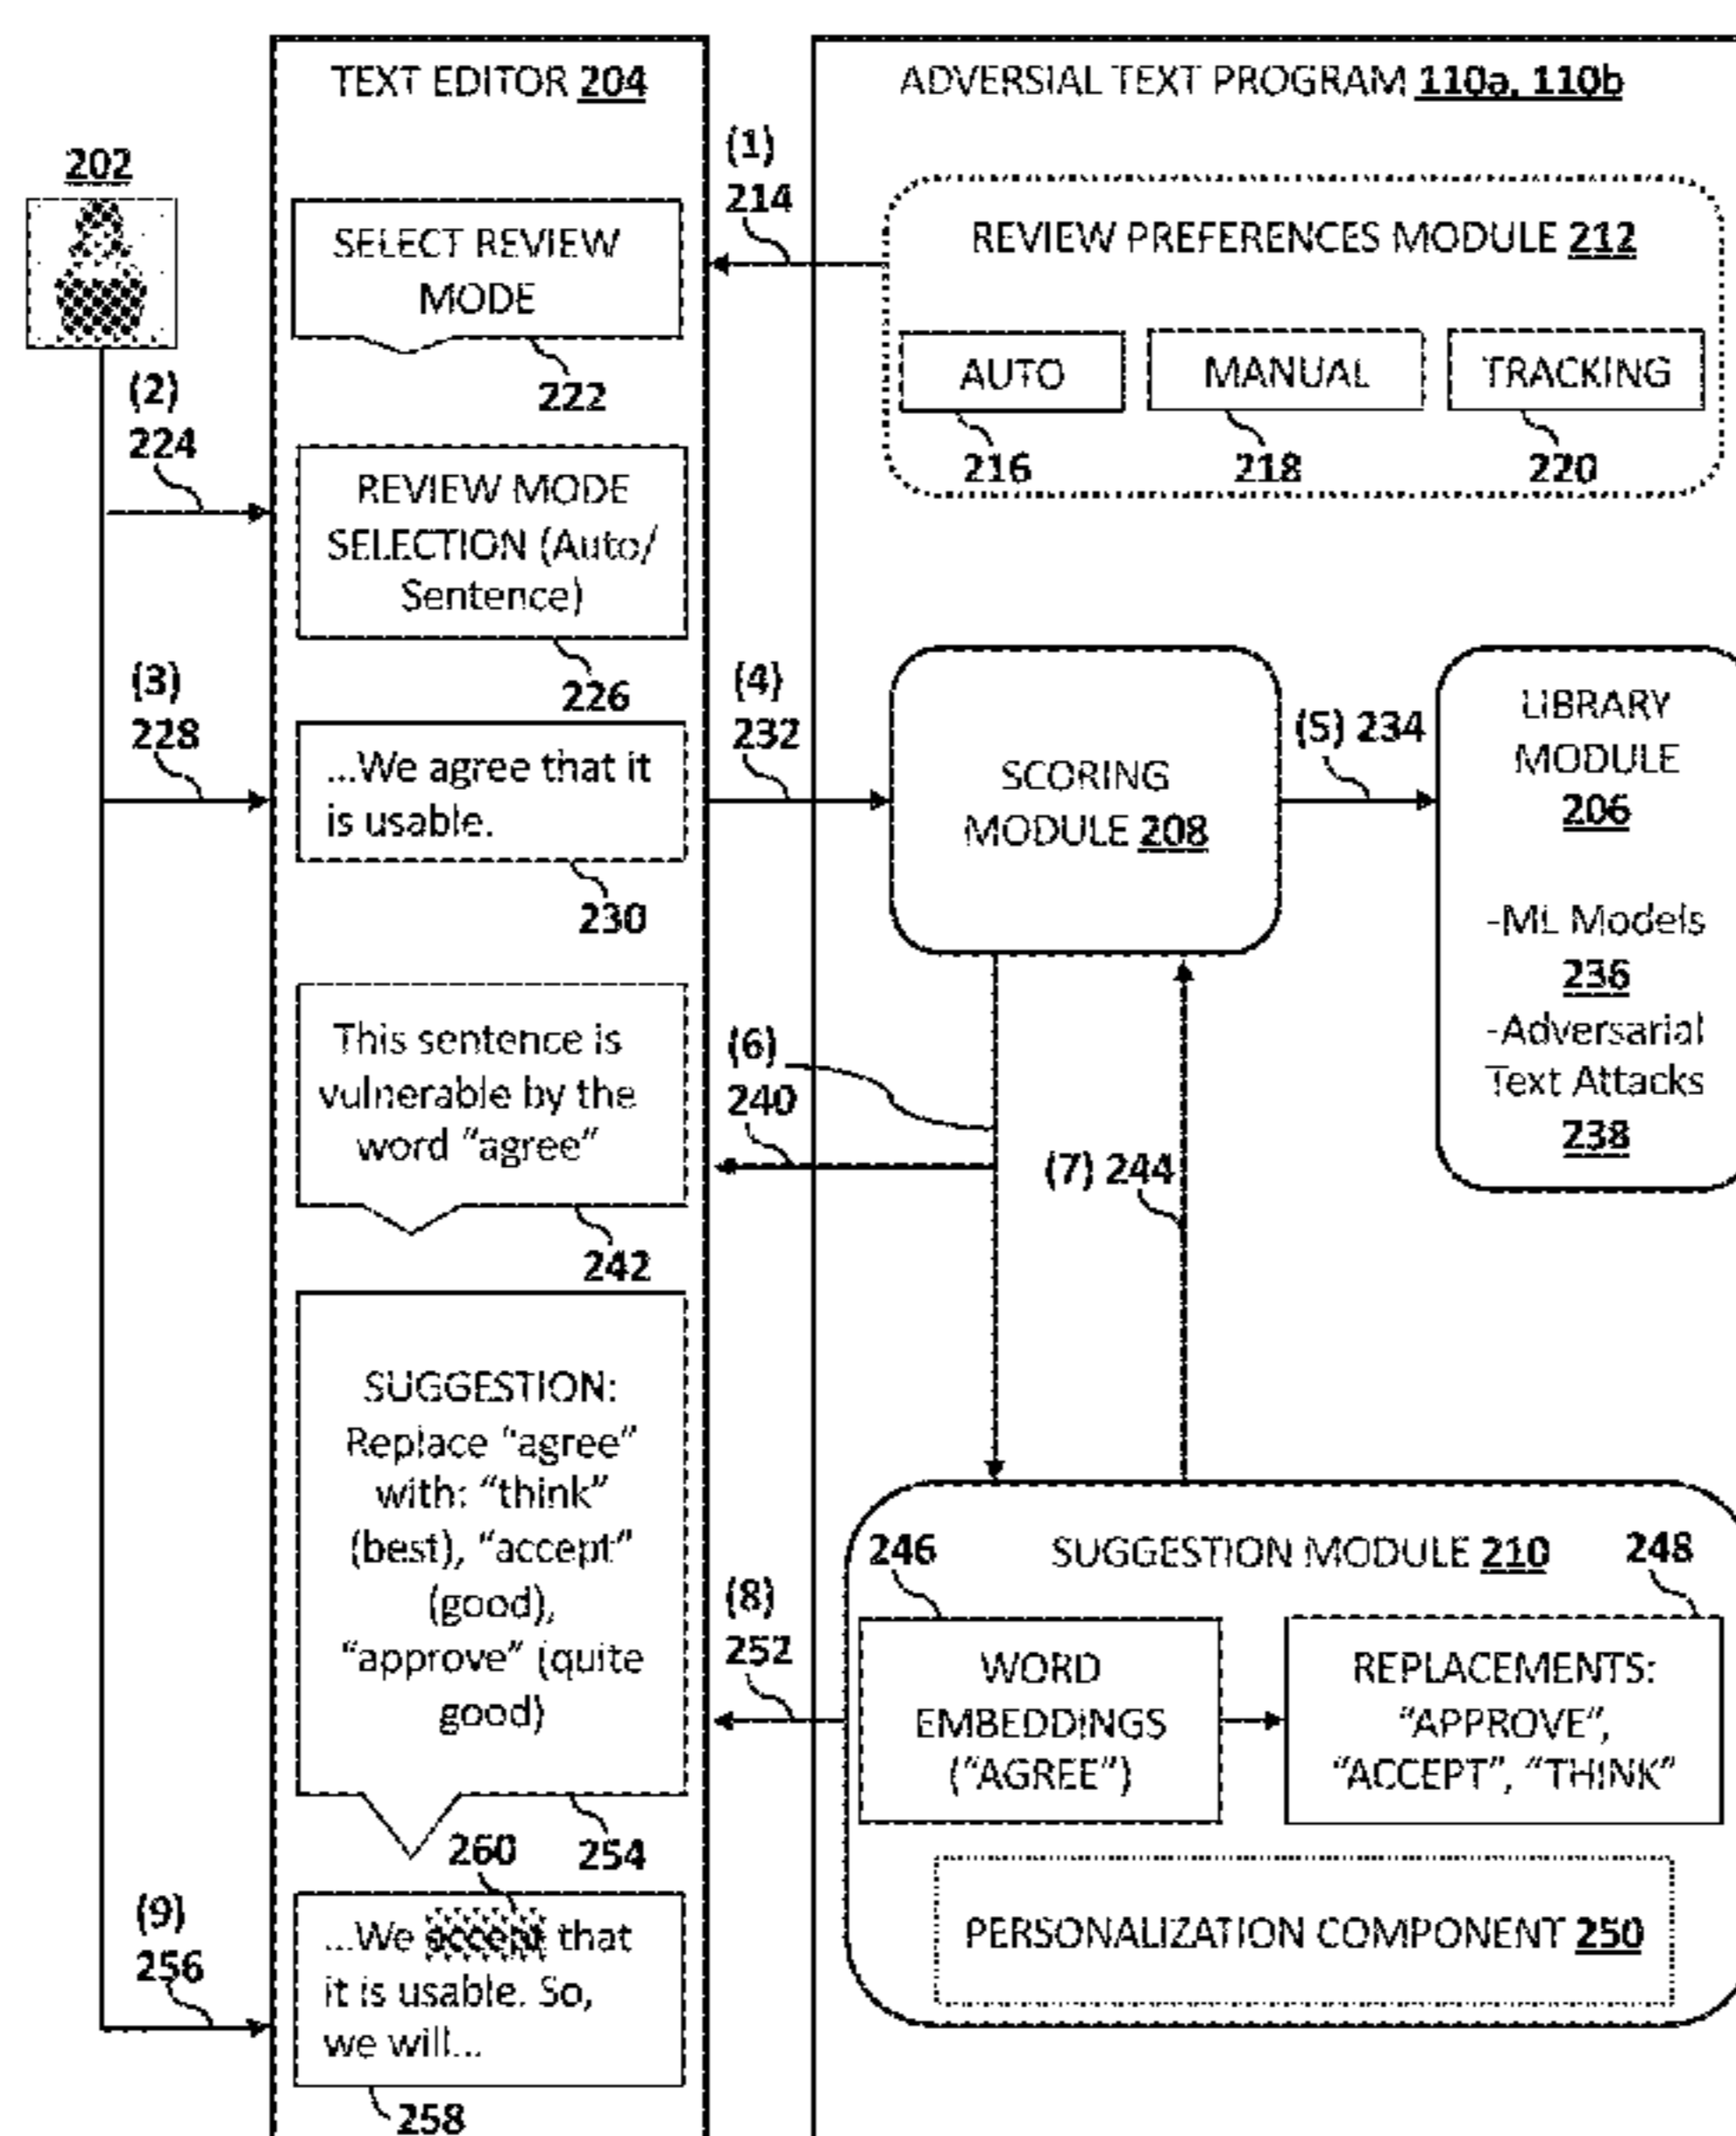 TEXT EDITOR 204
ADVERSIAL TEXT PROGRAM 110a, 110b
202
(1)
214
SELECT REVIEW
MODE
222
REVIEW PREFERENCES MODULE 212
AUTO
MANUAL
TRACKING
216
218
220
(2)
224
REVIEW MODE
SELECTION (Auto/
Sentence)
226
(3)
228
...We agree that it
is usable.
230
(4)
232
SCORING
MODULE 208
(5) 234
LIBRARY
MODULE
206
-ML Models
236
-Adversarial
Text Attacks
238
This sentence is
vulnerable by the
word "agree"
242
(6)
240
(7) 244
SUGGESTION:
Replace "agree"
with: "think"
(best), "accept"
(good),
"approve" (quite
good)
254
(8)
252
246
SUGGESTION MODULE 210
248
WORD
EMBEDDINGS
("AGREE")
REPLACEMENTS:
"APPROVE",
"ACCEPT", "THINK"
PERSONALIZATION COMPONENT 250
260
(9)
256
...We accept that
it is usable. So,
we will...
258